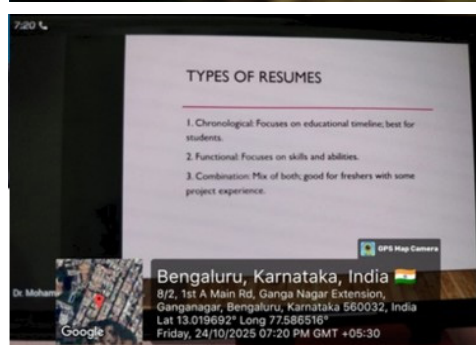 7:20
TYPES OF RESUMES
1. Chronological: Focuses on educational timeline; best for
students.
2. Functional: Focuses on skills and abilities.
3. Combination: Mix of both; good for freshers with some
project experience.
GPS Map Camera
Dr. Moham
Google
Bengaluru, Karnataka, India
8/2, 1st A Main Rd, Ganga Nagar Extension,
Ganganagar, Bengaluru, Karnataka 560032, India
Lat 13.019692° Long 77.586516°
Friday, 24/10/2025 07:20 PM GMT +05:30